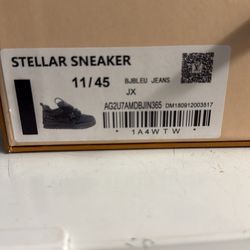 STELLAR SNEAKER
11/45 BJBLEU JEANS
JX
AG2U7AMDBJIN365 DM180912003517
* 1A4WTW *